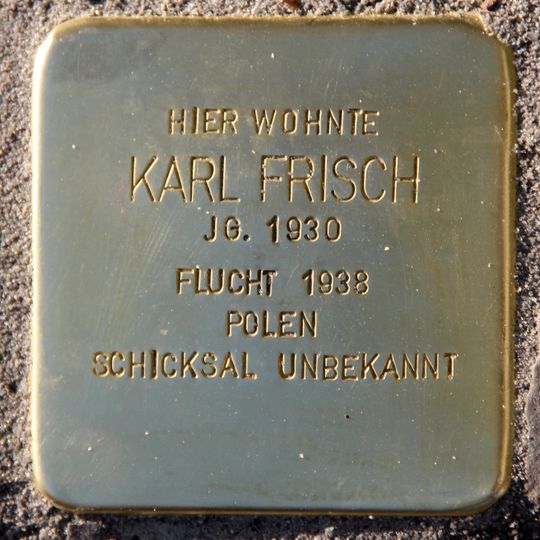 HIER WOHNTE
KARL FRISCH
JG. 1930
FLUCHT 1938
POLEN
SCHICKSAL UNBEKANNT